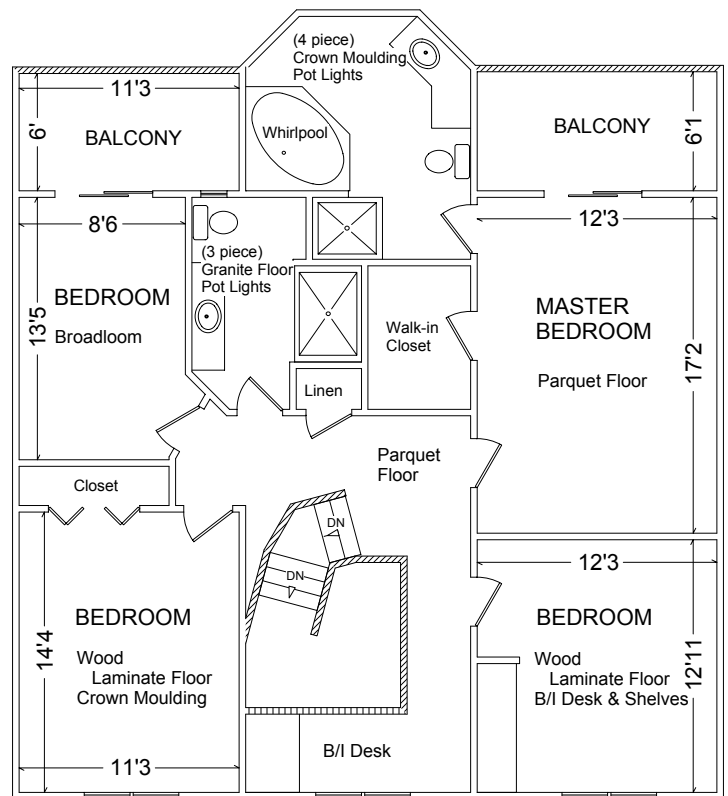 (4 piece)
Crown Moulding
Pot Lights
11'3
6'
BALCONY
Whirlpool
BALCONY
6'1
8'6
12'3
(3 piece)
Granite Floor
Pot Lights
BEDROOM
Broadloom
13'5
Walk-in
Closet
MASTER
BEDROOM
Parquet Floor
17'2
Linen
Parquet
Floor
Closet
DN
DN
12'3
BEDROOM
Wood
Laminate Floor
Crown Moulding
14'4
11'3
BEDROOM
Wood
Laminate Floor
B/I Desk & Shelves
12'11
B/I Desk